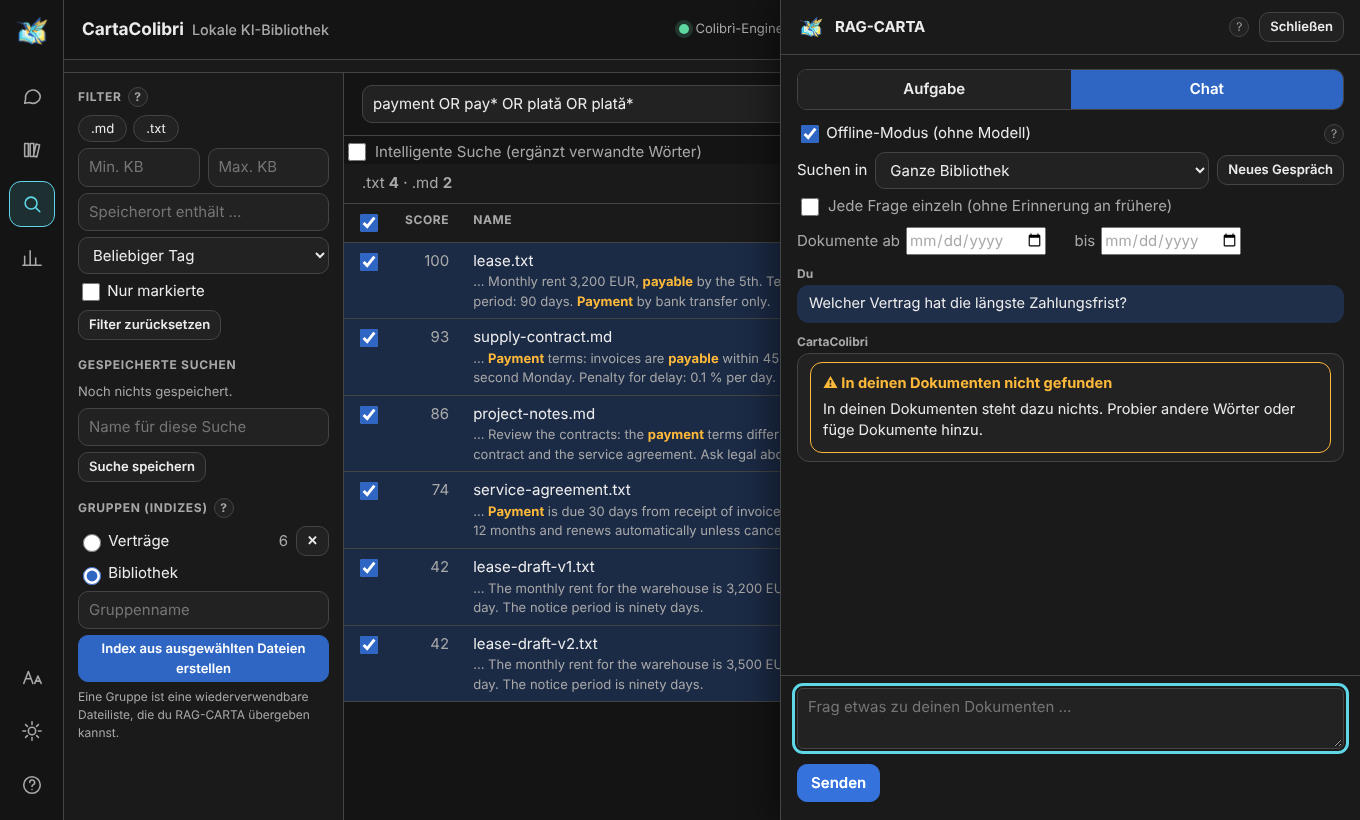 CartaColibri Lokale KI-Bibliothek
Colibrì-Engine
FILTER ?
.md .txt
Min. KB Max. KB
Speicherort enthält ...
Beliebiger Tag
Nur markierte
Filter zurücksetzen
GESPEICHERTE SUCHEN
Noch nichts gespeichert.
Name für diese Suche
Suche speichern
GRUPPEN (INDIZES) ?
Verträge 6 ×
Bibliothek
Gruppenname
Index aus ausgewählten Dateien
erstellen
Eine Gruppe ist eine wiederverwendbare
Dateiliste, die du RAG-CARTA übergeben
kannst.
payment OR pay* OR plată OR plată*
Intelligente Suche (ergänzt verwandte Wörter)
.txt 4 · .md 2
SCORE NAME
100 lease.txt
... Monthly rent 3,200 EUR, payable by the 5th. Te
period: 90 days. Payment by bank transfer only.
93 supply-contract.md
... Payment terms: invoices are payable within 45
second Monday. Penalty for delay: 0.1 % per day.
86 project-notes.md
... Review the contracts: the payment terms differ
contract and the service agreement. Ask legal abo
74 service-agreement.txt
... Payment is due 30 days from receipt of invoice
12 months and renews automatically unless cance
42 lease-draft-v1.txt
... The monthly rent for the warehouse is 3,200 EU
day. The notice period is ninety days.
42 lease-draft-v2.txt
... The monthly rent for the warehouse is 3,500 EU
day. The notice period is ninety days.
RAG-CARTA ? Schließen
Aufgabe Chat
Offline-Modus (ohne Modell) ?
Suchen in Ganze Bibliothek Neues Gespräch
Jede Frage einzeln (ohne Erinnerung an frühere)
Dokumente ab mm/dd/yyyy bis mm/dd/yyyy
Du
Welcher Vertrag hat die längste Zahlungsfrist?
CartaColibri
⚠ In deinen Dokumenten nicht gefunden
In deinen Dokumenten steht dazu nichts. Probier andere Wörter oder
füge Dokumente hinzu.
Frag etwas zu deinen Dokumenten ...
Senden